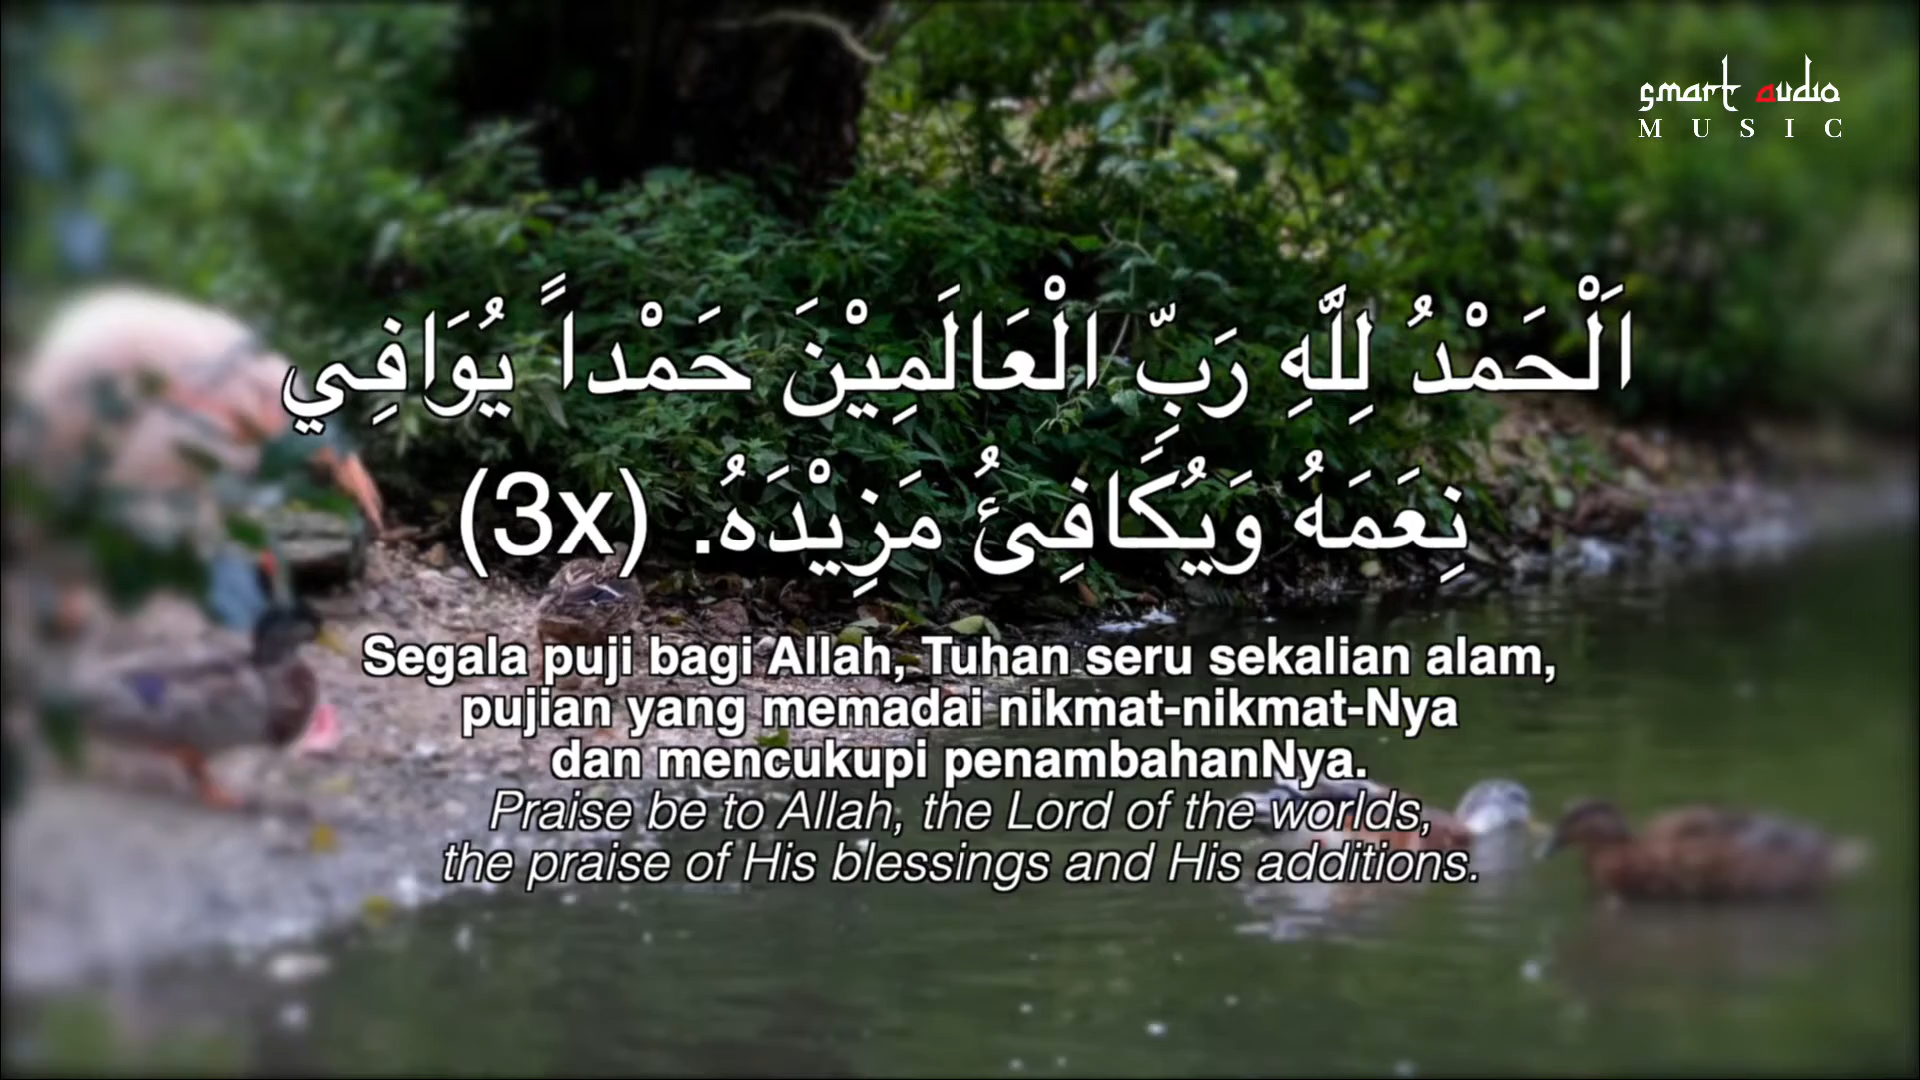 smart audio
MUSIC
اَلْحَمْدُ لِلَّهِ رَبِّ الْعَالَمِيْنَ حَمْداً يُوَافِي
نِعَمَهُ وَيُكَافِئُ مَزِيْدَهُ. (3x)
Segala puji bagi Allah, Tuhan seru sekalian alam,
pujian yang memadai nikmat-nikmat-Nya
dan mencukupi penambahanNya.
Praise be to Allah, the Lord of the worlds,
the praise of His blessings and His additions.